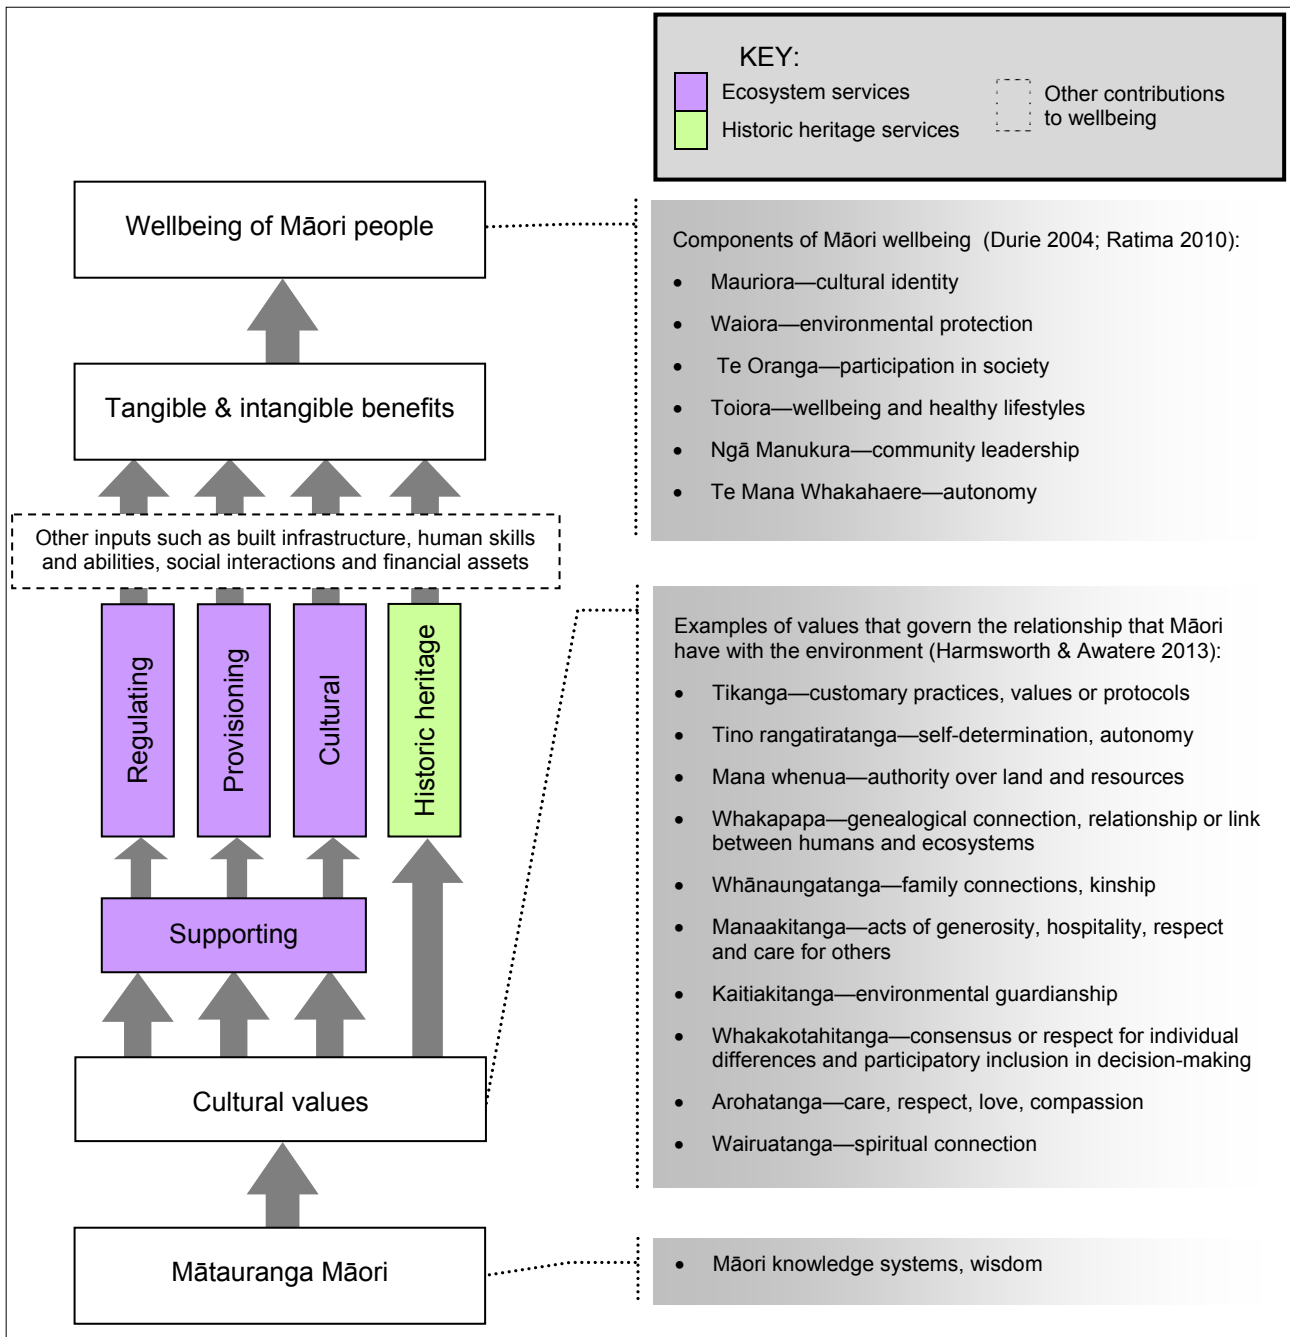 KEY:
Ecosystem services
Historic heritage services
Other contributions
to wellbeing
Wellbeing of Māori people
Tangible & intangible benefits
Other inputs such as built infrastructure, human skills
and abilities, social interactions and financial assets
Regulating
Provisioning
Cultural
Historic heritage
Supporting
Cultural values
Mātauranga Māori
Components of Māori wellbeing (Durie 2004; Ratima 2010):
• Mauriora—cultural identity
• Waiora—environmental protection
• Te Oranga—participation in society
• Toiora—wellbeing and healthy lifestyles
• Ngā Manukura—community leadership
• Te Mana Whakahaere—autonomy
Examples of values that govern the relationship that Māori
have with the environment (Harmsworth & Awatere 2013):
• Tikanga—customary practices, values or protocols
• Tino rangatiratanga—self-determination, autonomy
• Mana whenua—authority over land and resources
• Whakapapa—genealogical connection, relationship or link
between humans and ecosystems
• Whānaungatanga—family connections, kinship
• Manaakitanga—acts of generosity, hospitality, respect
and care for others
• Kaitiakitanga—environmental guardianship
• Whakakotahitanga—consensus or respect for individual
differences and participatory inclusion in decision-making
• Arohatanga—care, respect, love, compassion
• Wairuatanga—spiritual connection
• Māori knowledge systems, wisdom